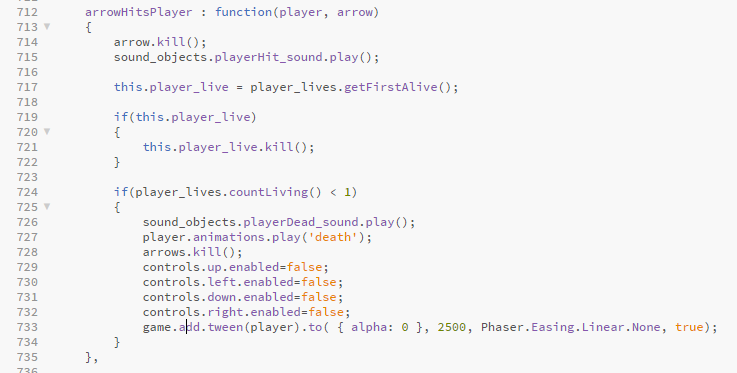 712 arrowHitsPlayer : function(player, arrow)
713 {
714 arrow.kill();
715 sound_objects.playerHit_sound.play();
716
717 this.player_live = player_lives.getFirstAlive();
718
719 if(this.player_live)
720 {
721 this.player_live.kill();
722 }
723
724 if(player_lives.countLiving() < 1)
725 {
726 sound_objects.playerDead_sound.play();
727 player.animations.play('death');
728 arrows.kill();
729 controls.up.enabled=false;
730 controls.left.enabled=false;
731 controls.down.enabled=false;
732 controls.right.enabled=false;
733 game.add.tween(player).to( { alpha: 0 }, 2500, Phaser.Easing.Linear.None, true);
734 }
735 },
736